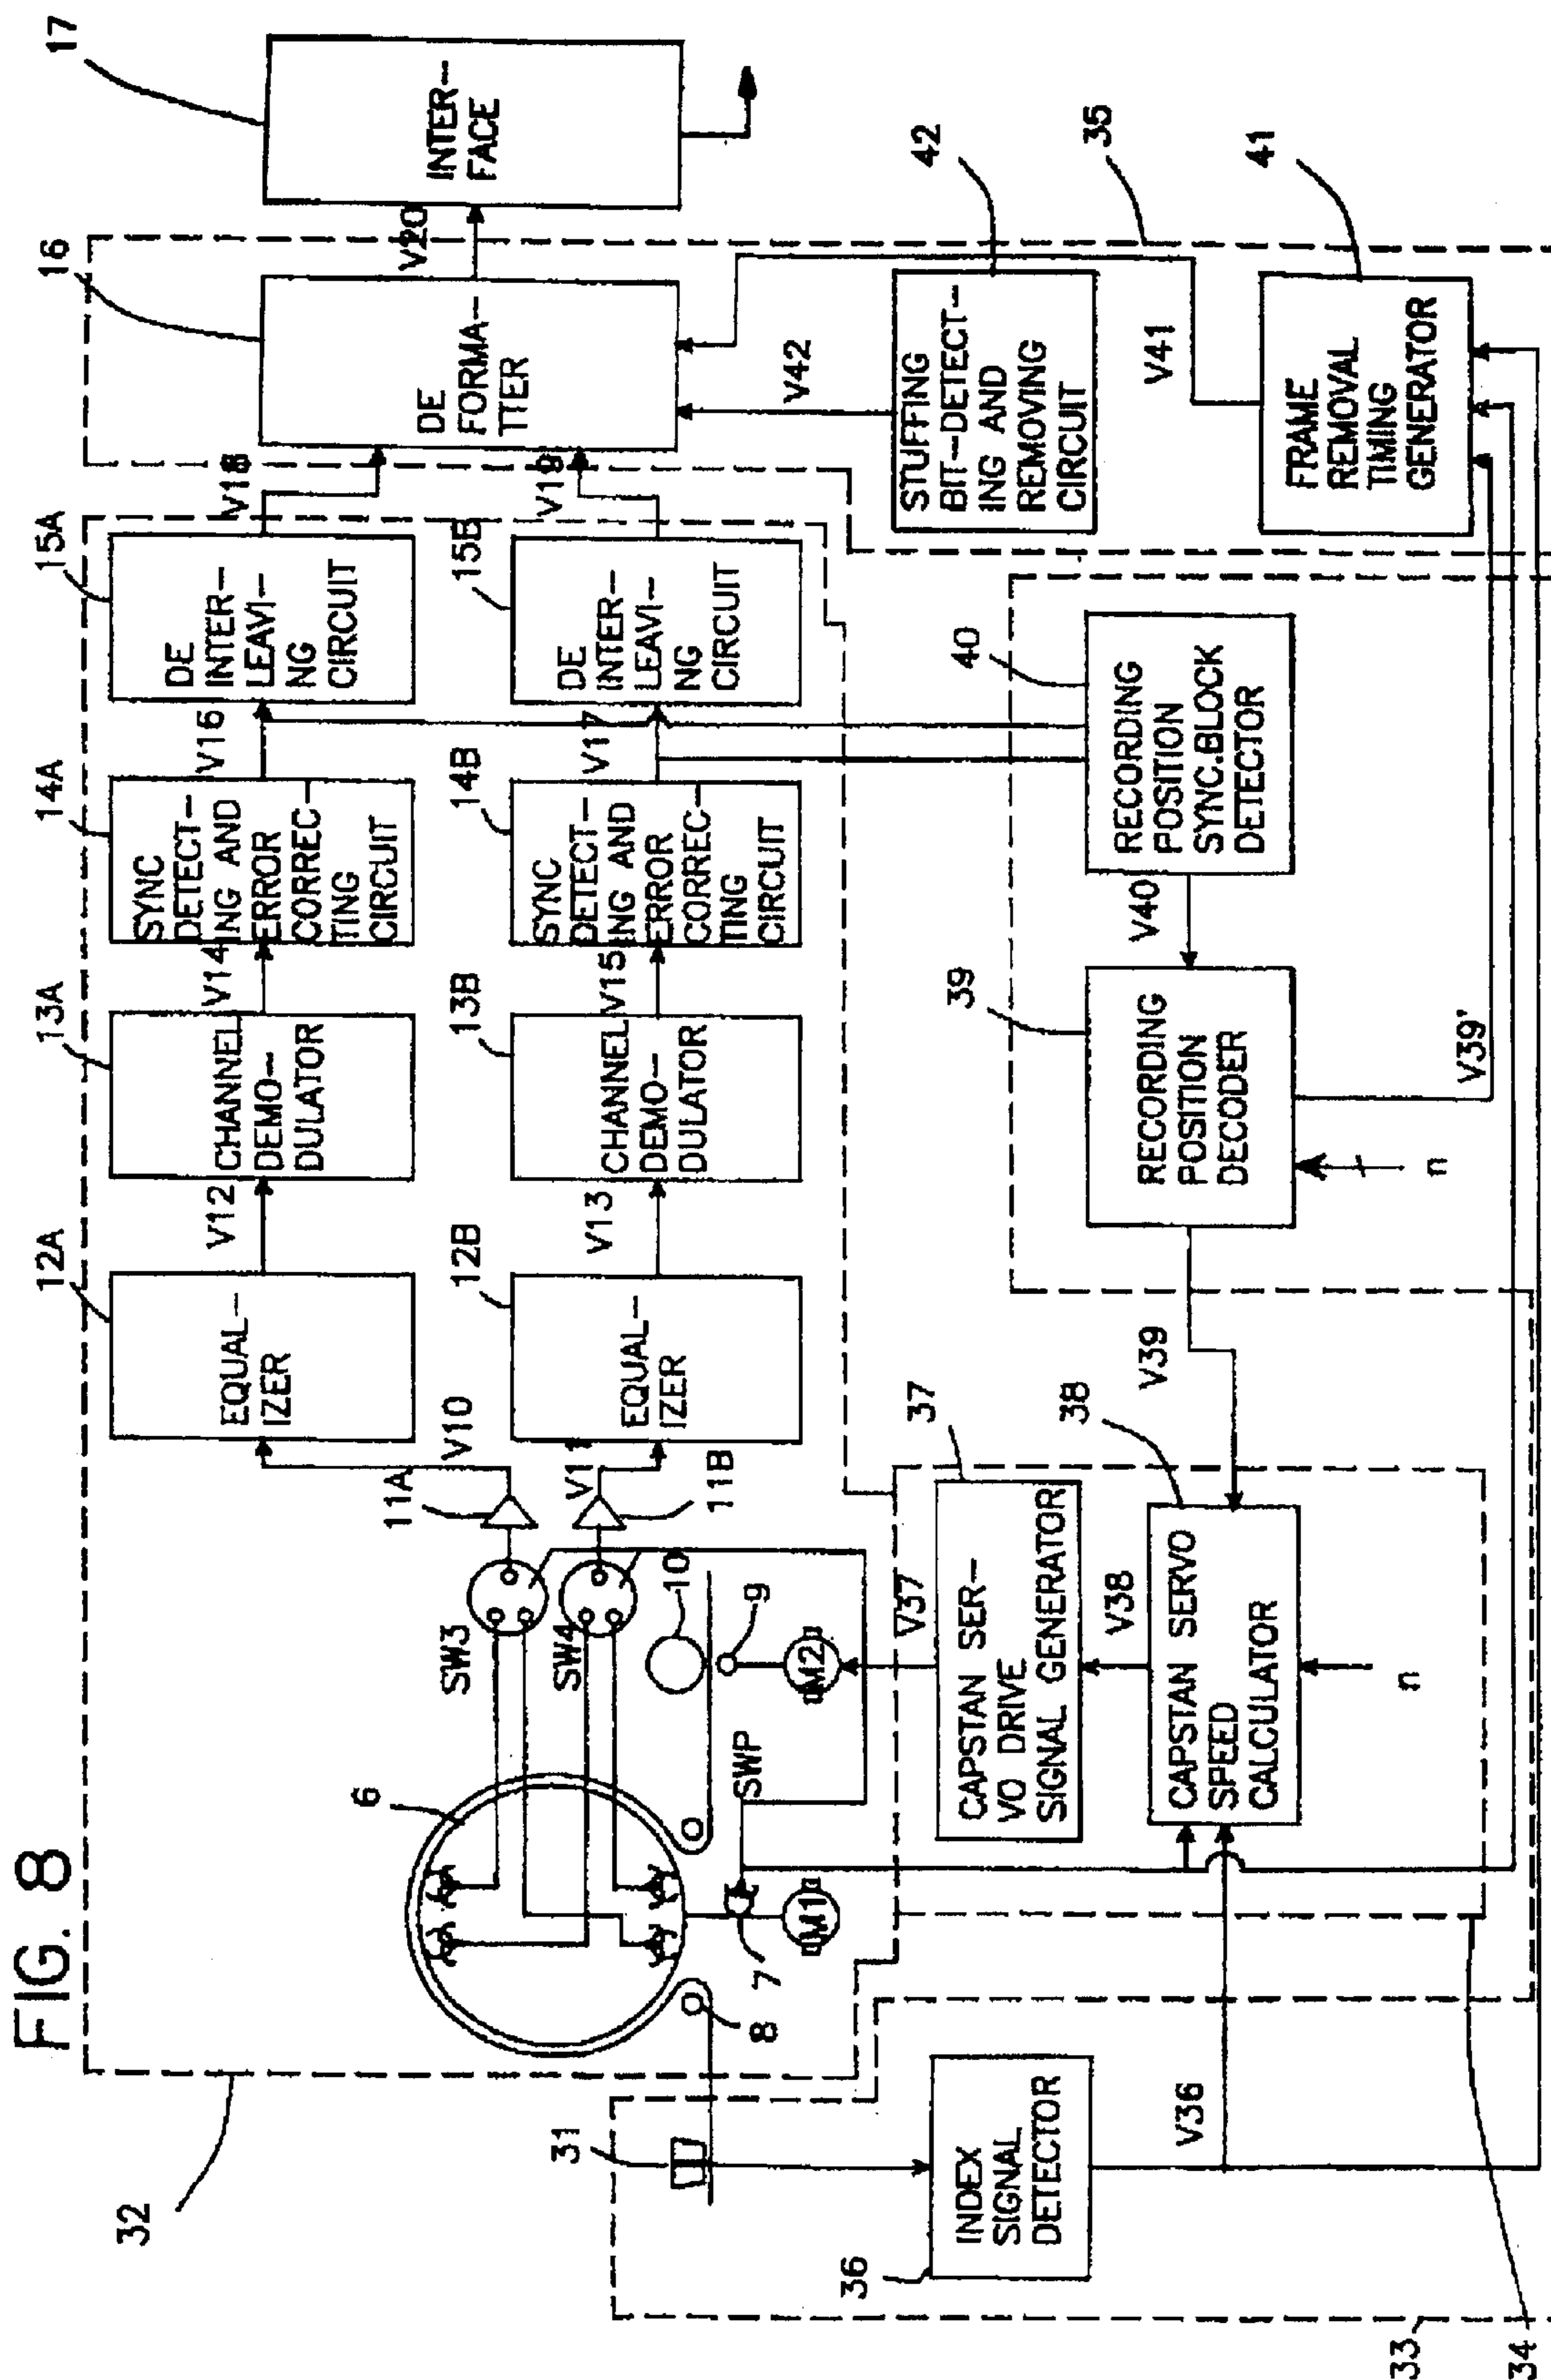 FIG. 8
32
12A
13A
14A
15A
16
17
EQUAL-
IZER
V12
CHANNEL
DEMO-
DULATOR
V14
SYNC
DETECT-
ING AND
ERROR
CORREC-
TING
CIRCUIT
V16
DE
INTER-
LEAVI-
NG
CIRCUIT
V18
DE
FORMA-
TTER
V20
INTER-
FACE
V10
11A
SW3
6
12B
13B
14B
15B
EQUAL-
IZER
V13
CHANNEL
DEMO-
DULATOR
V15
SYNC
DETECT-
ING AND
ERROR
CORREC-
TING
CIRCUIT
V17
DE
INTER-
LEAVI-
NG
CIRCUIT
V19
V11
11B
SW4
10
9
M2
SWP
M1
7
8
31
V42
42
STUFFING
BIT-DETECT-
ING AND
REMOVING
CIRCUIT
35
V41
41
FRAME
REMOVAL
TIMING
GENERATOR
37
CAPSTAN SER-
VO DRIVE
SIGNAL GENERATOR
V37
V38
38
CAPSTAN SERVO
SPEED
CALCULATOR
n
V39
39
RECORDING
POSITION
DECODER
n
V39'
V40
40
RECORDING
POSITION
SYNC.BLOCK
DETECTOR
36
INDEX
SIGNAL
DETECTOR
V36
33
34